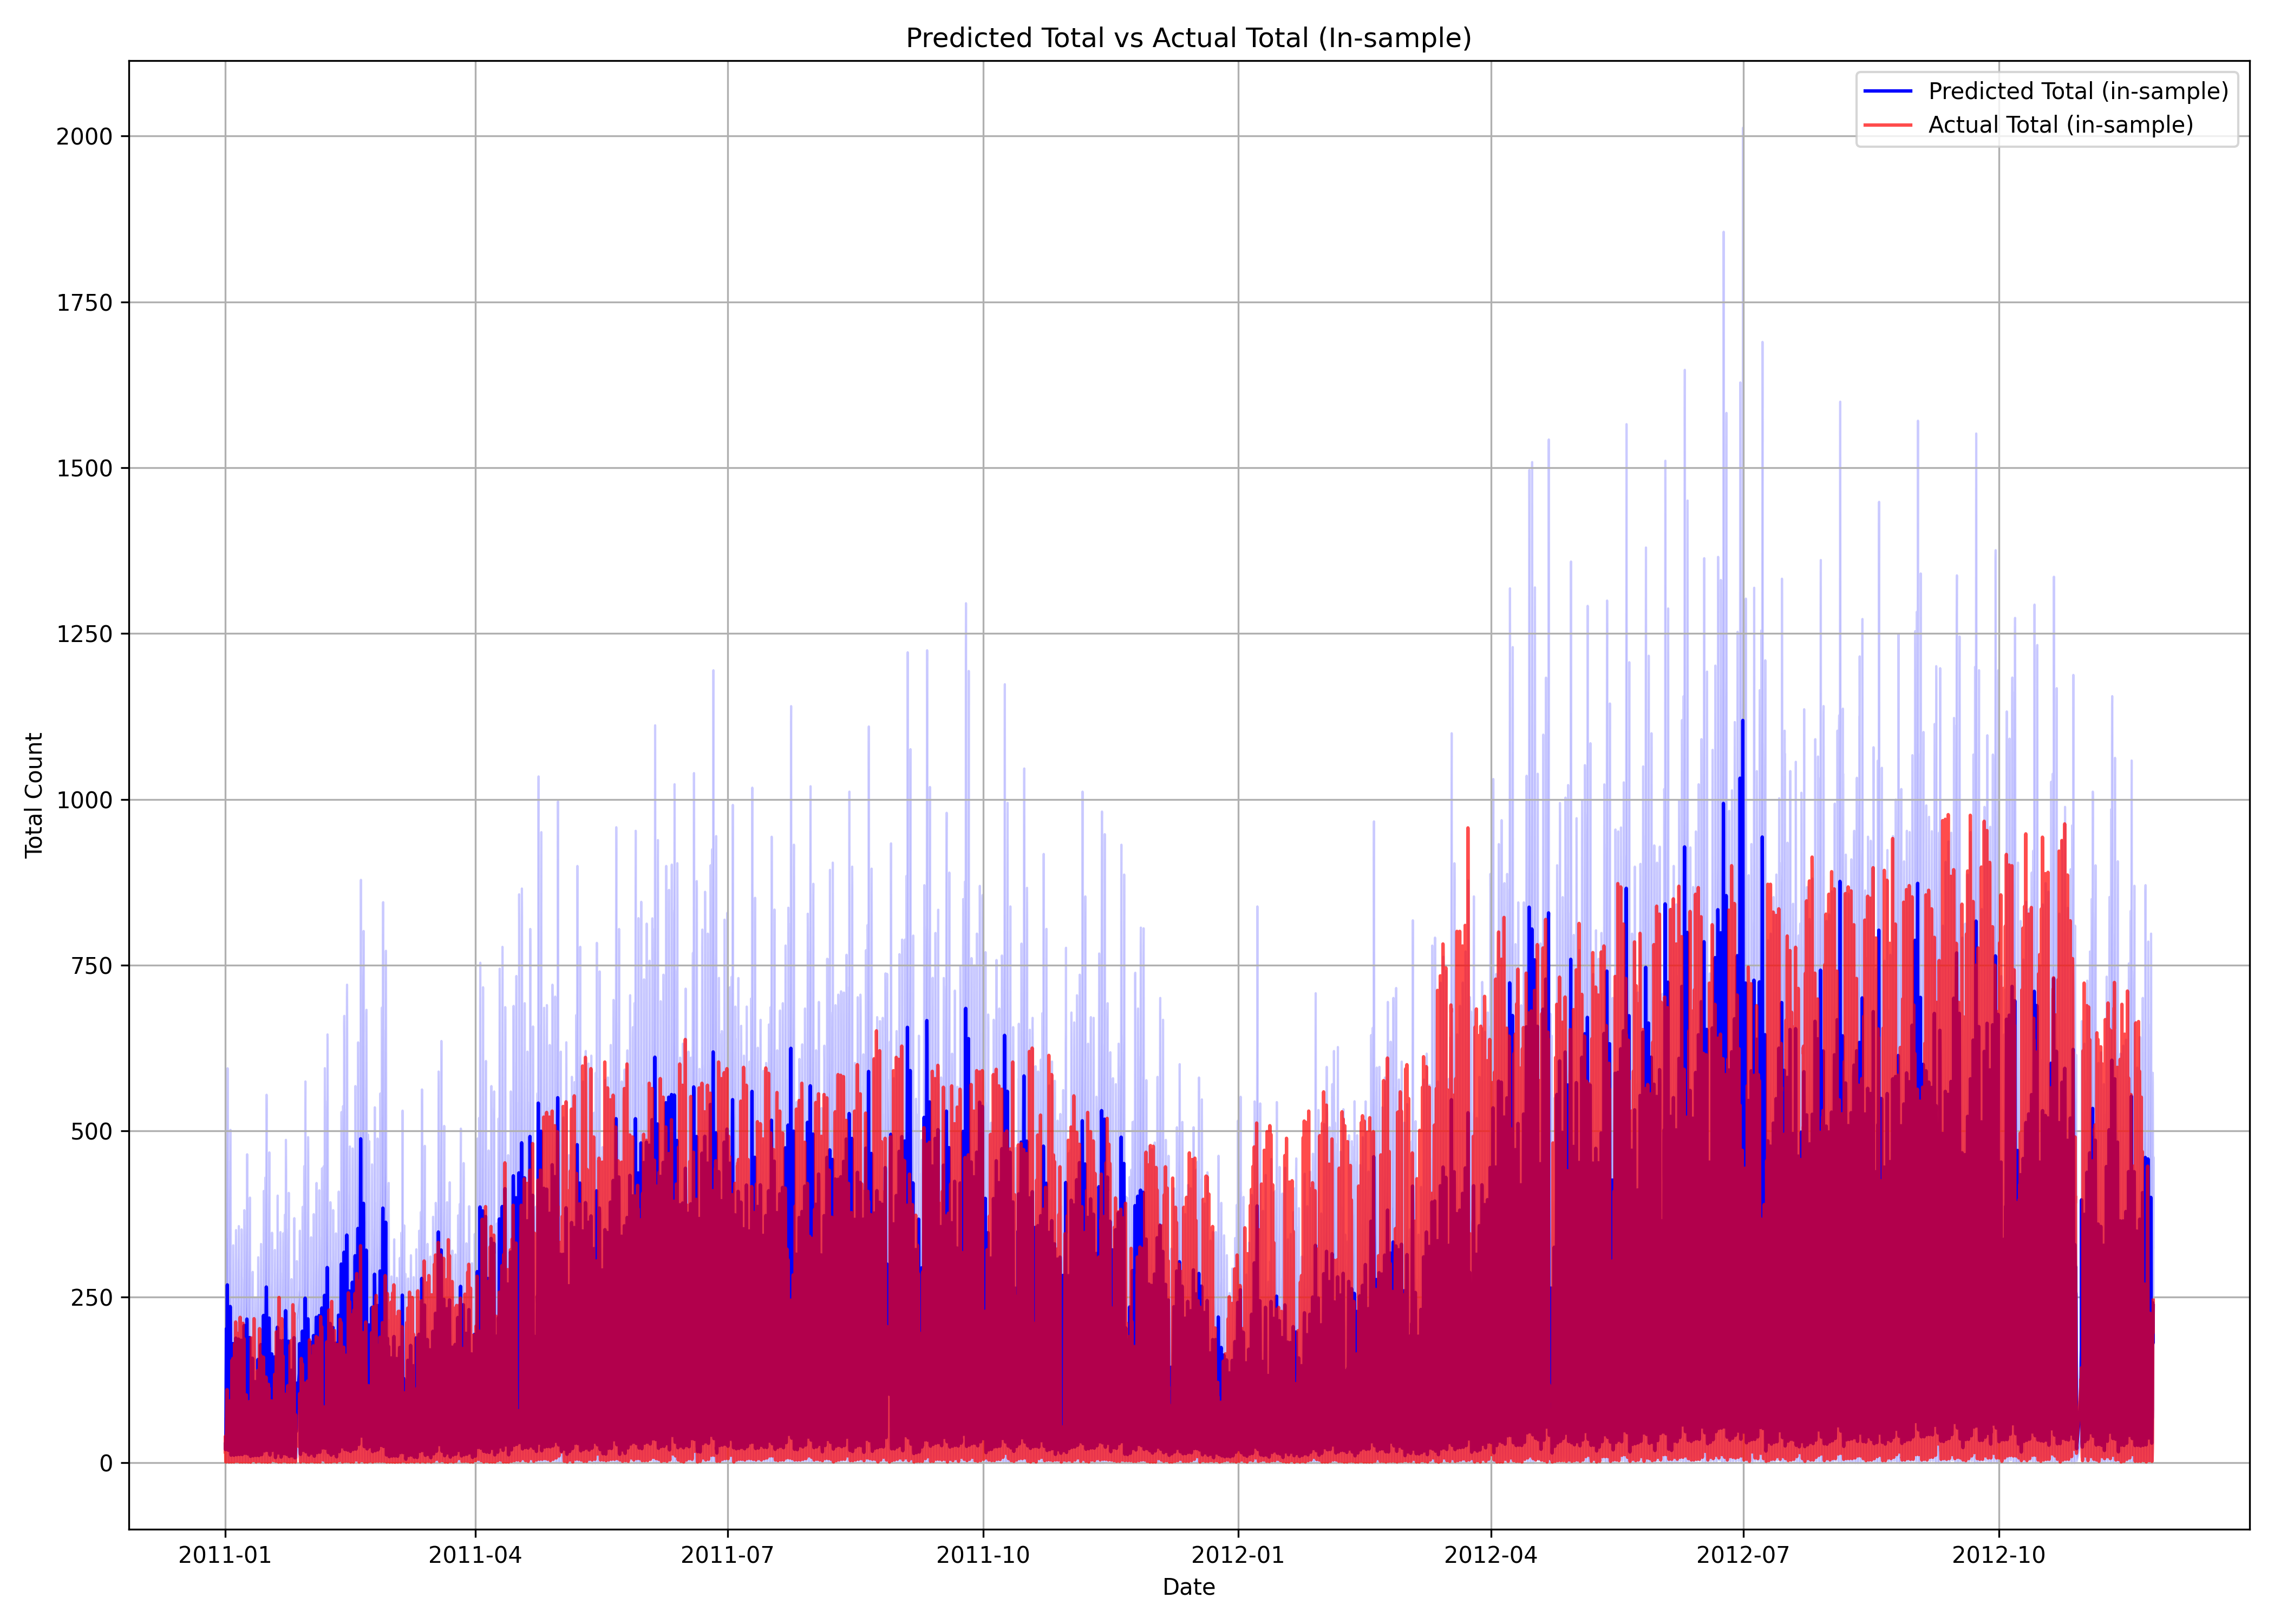 Predicted Total vs Actual Total (In-sample)
Predicted Total (in-sample)
Actual Total (in-sample)
Total Count
2000
1750
1500
1250
1000
750
500
250
0
2011-01 2011-04 2011-07 2011-10 2012-01 2012-04 2012-07 2012-10
Date